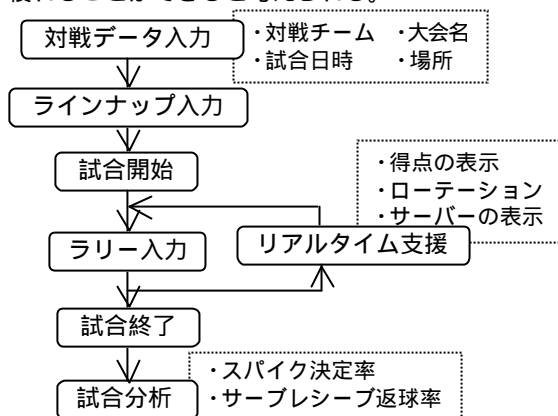 対戦データ入力
・対戦チーム ・大会名
・試合日時 ・場所
ラインナップ入力
試合開始
・得点の表示
・ローテーション
・サーバーの表示
ラリー入力
リアルタイム支援
試合終了
・スパイク決定率
・サーブレシーブ返球率
試合分析